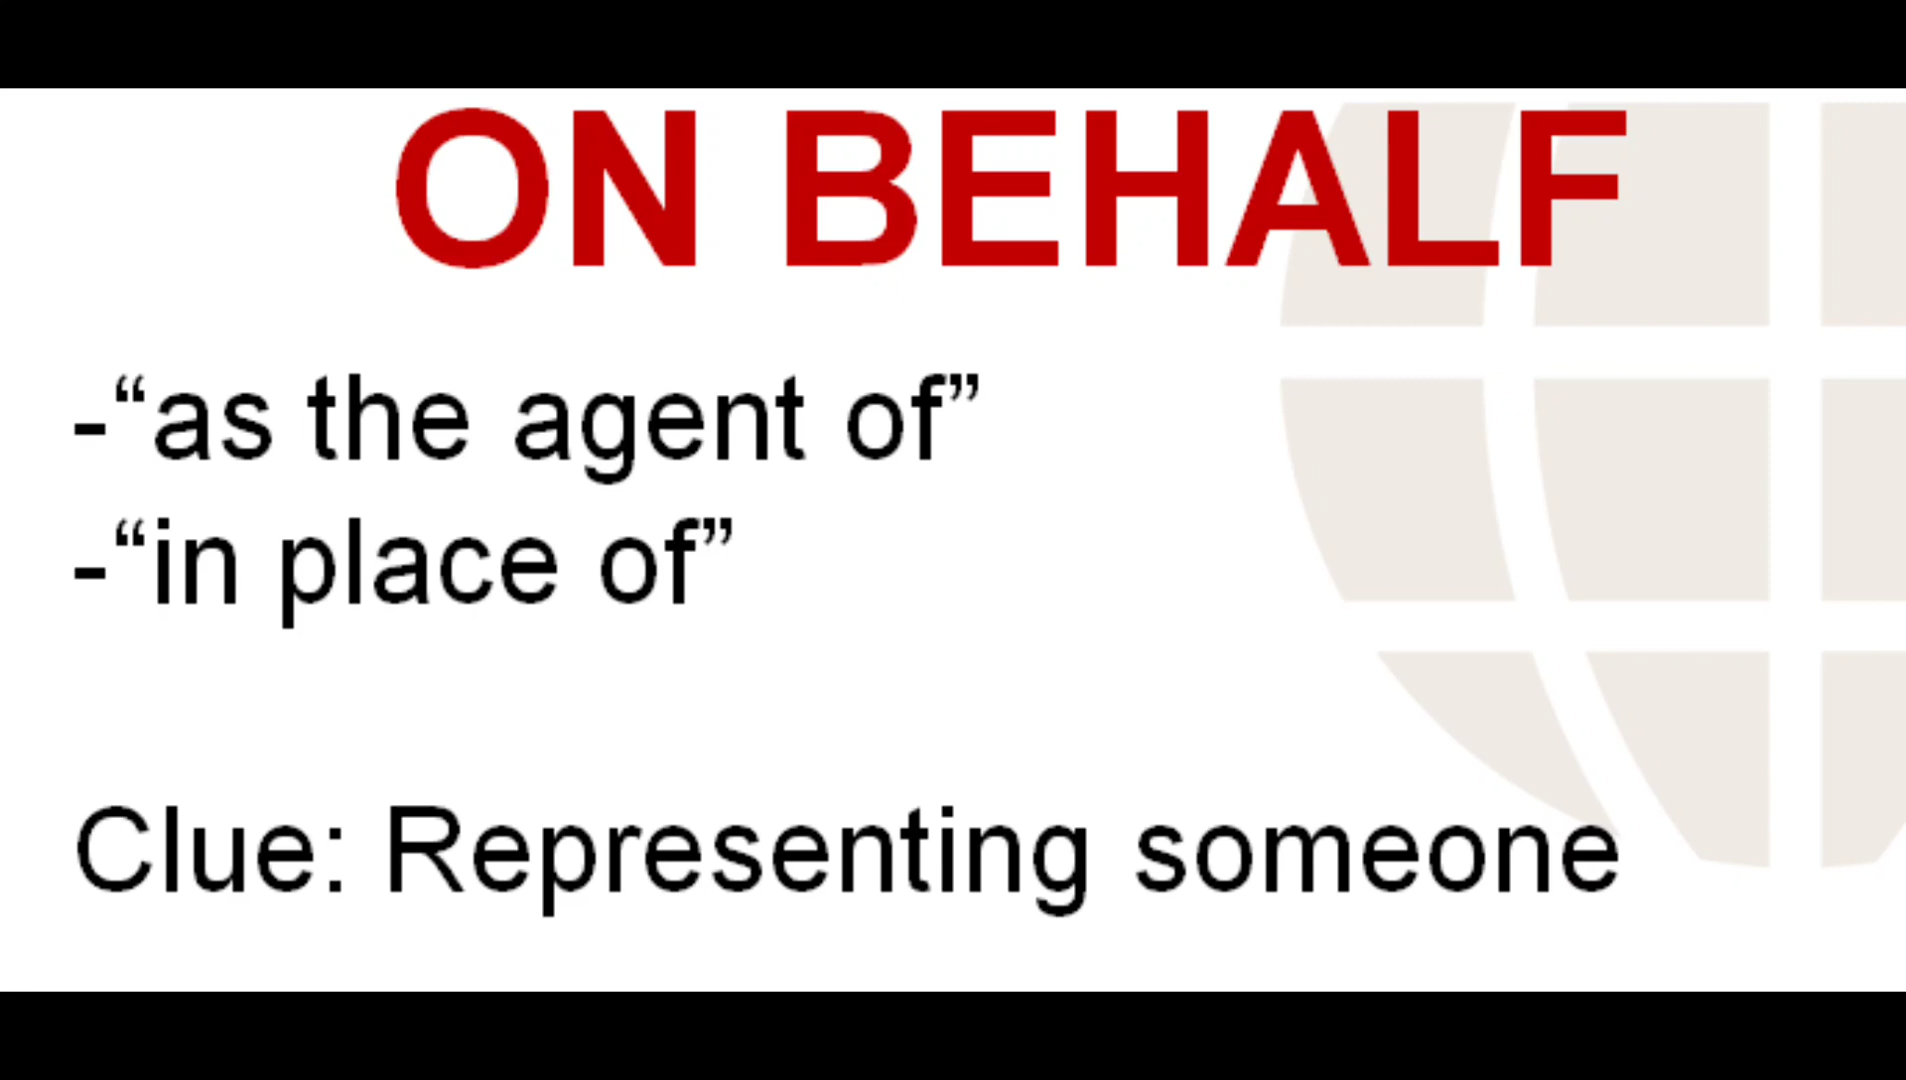 ON BEHALF
-“as the agent of”
-“in place of”
Clue: Representing someone